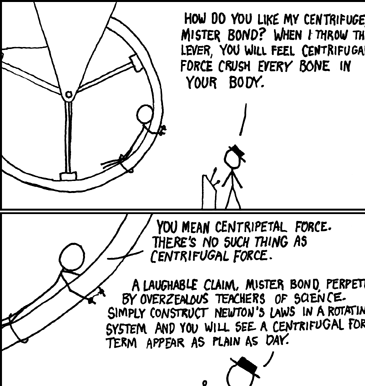 HOW DO YOU LIKE MY CENTRIFUGE
MISTER BOND? WHEN I THROW TH
LEVER, YOU WILL FEEL CENTRIFUGA
FORCE CRUSH EVERY BONE IN
YOUR BODY.
YOU MEAN CENTRIPETAL FORCE.
THERE'S NO SUCH THING AS
CENTRIFUGAL FORCE.
A LAUGHABLE CLAIM, MISTER BOND, PERPET
BY OVERZEALOUS TEACHERS OF SCIENCE.
SIMPLY CONSTRUCT NEWTON'S LAWS IN A ROTATIN
SYSTEM AND YOU WILL SEE A CENTRIFUGAL FOR
TERM APPEAR AS PLAIN AS DAY.